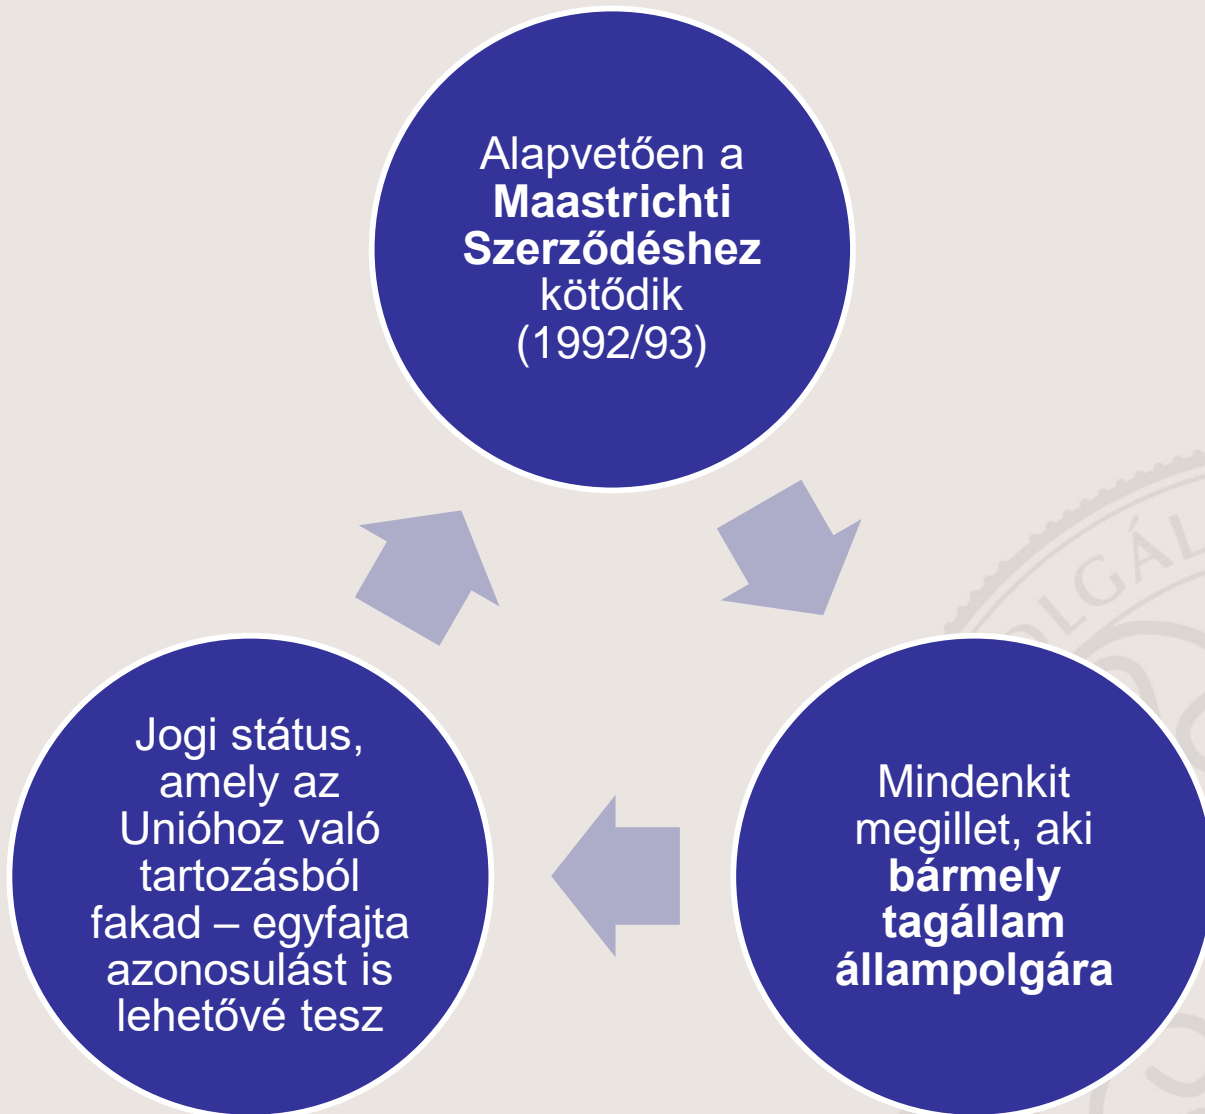 Alapvetően a
Maastrichti
Szerződéshez
kötődik
(1992/93)
Mindenkit
megillet, aki
bármely
tagállam
állampolgára
Jogi státus,
amely az
Unióhoz való
tartozásból
fakad – egyfajta
azonosulást is
lehetővé tesz